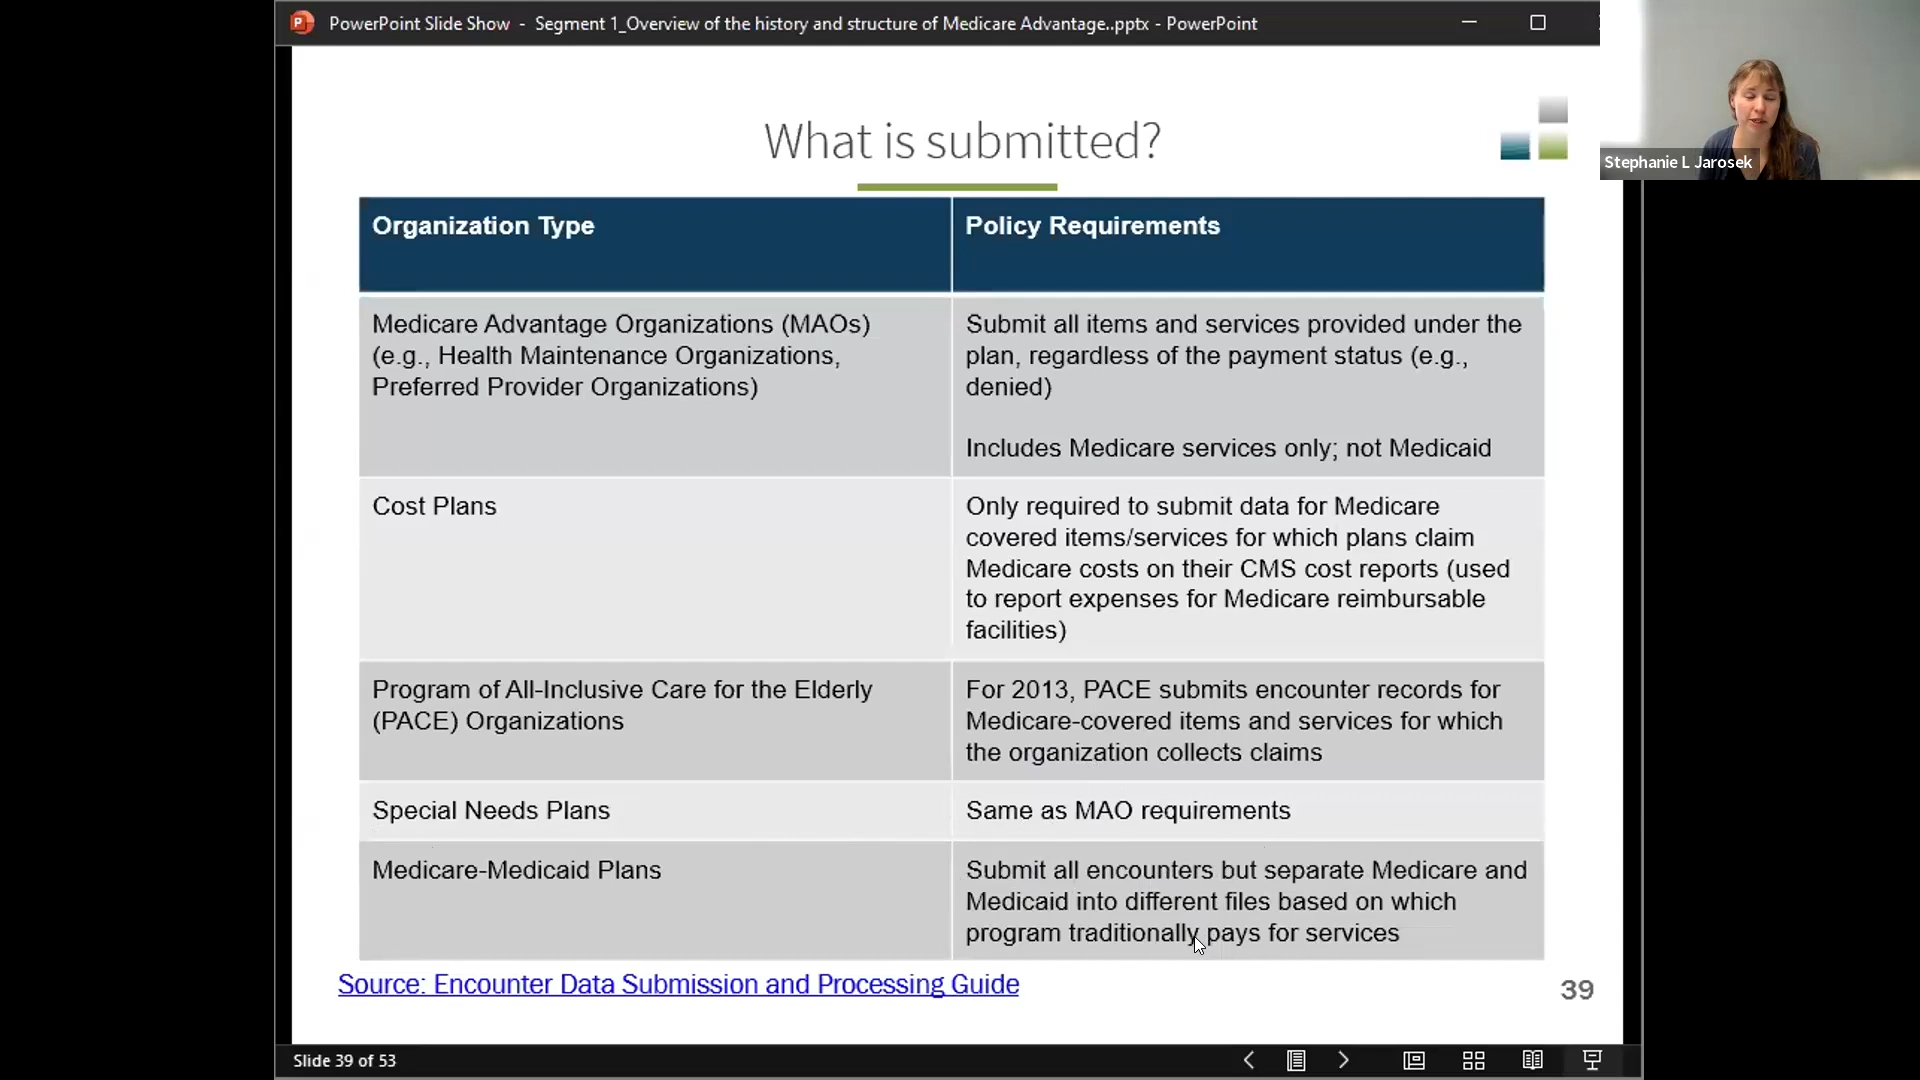 PowerPoint Slide Show - Segment 1_Overview of the history and structure of Medicare Advantage..pptx - PowerPoint
Stephanie L Jarosek
What is submitted?
Organization Type
Policy Requirements
Medicare Advantage Organizations (MAOs)
(e.g., Health Maintenance Organizations,
Preferred Provider Organizations)
Submit all items and services provided under the
plan, regardless of the payment status (e.g.,
denied)
Includes Medicare services only; not Medicaid
Cost Plans
Only required to submit data for Medicare
covered items/services for which plans claim
Medicare costs on their CMS cost reports (used
to report expenses for Medicare reimbursable
facilities)
Program of All-Inclusive Care for the Elderly
(PACE) Organizations
For 2013, PACE submits encounter records for
Medicare-covered items and services for which
the organization collects claims
Special Needs Plans
Same as MAO requirements
Medicare-Medicaid Plans
Submit all encounters but separate Medicare and
Medicaid into different files based on which
program traditionally pays for services
Source: Encounter Data Submission and Processing Guide
39
Slide 39 of 53